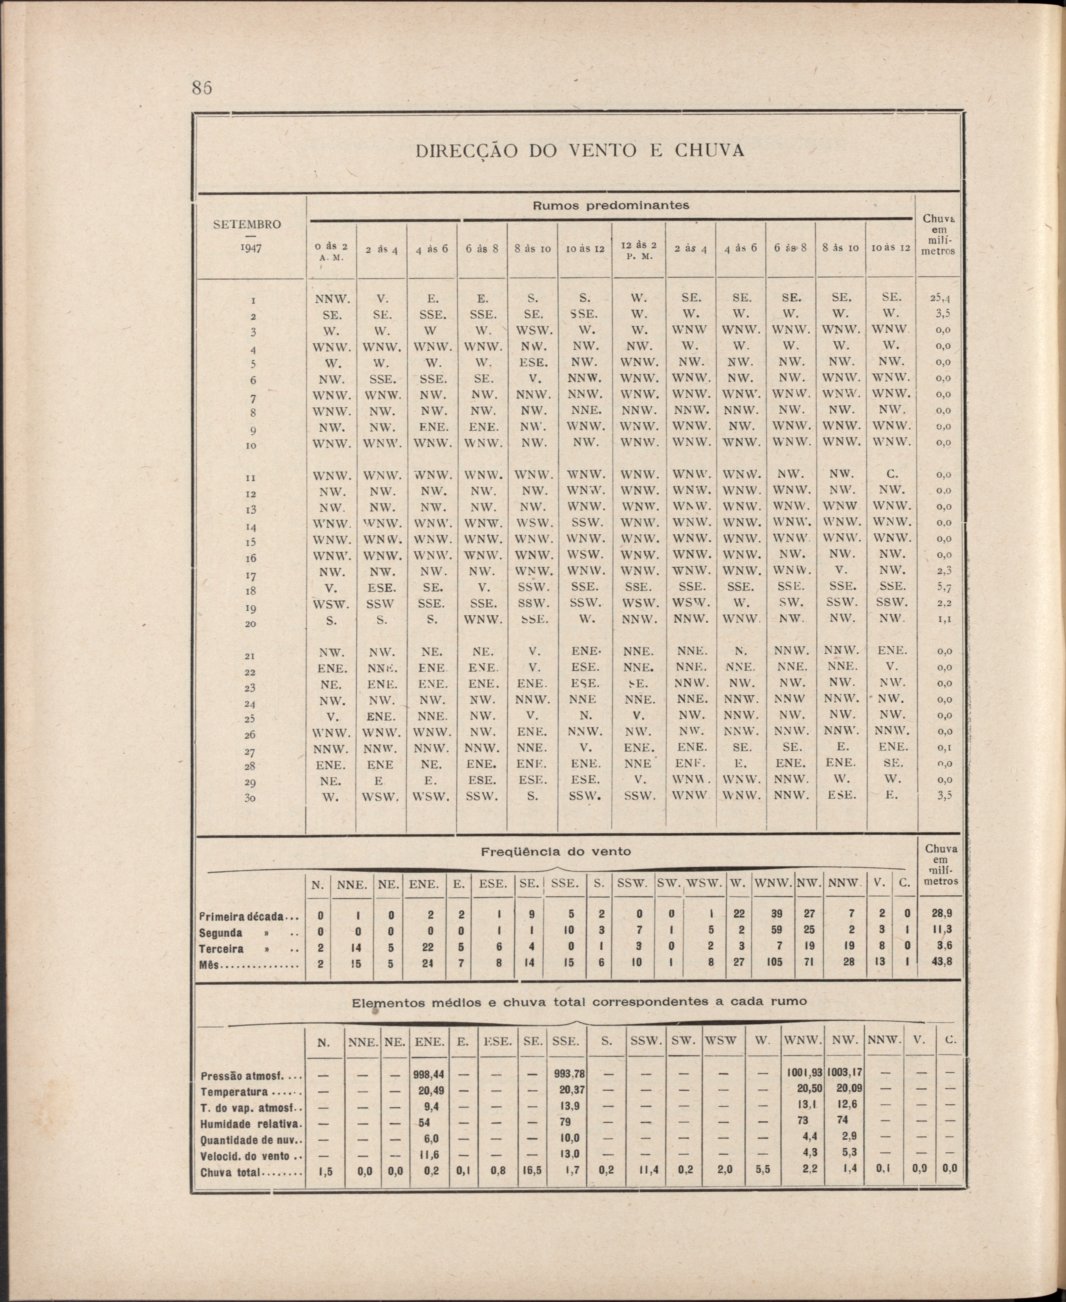 86
DIRECÇÃO DO VENTO E CHUVA
SETEMBRO
1947
Rumos predominantes
Chuva em milí-metros
0 ás 2 A. M. 2 ás 4 4 ás 6 6 ás 8 8 ás 10 10 ás 12 12 ás 2 P. M. 2 ás 4 4 ás 6 6 ás 8 8 ás 10 10 ás 12
1 NNW. V. E. E. S. S. W. SE. SE. SE. SE. SE. 25,4
2 SE. SE. SSE. SSE. SE. SSE. W. W. W. W. W. W. 3,5
3 W. W. W W. WSW. W. W. WNW WNW. WNW. WNW. WNW 0,0
4 WNW. WNW. WNW. WNW. NW. NW. NW. W. W. W. W. W. 0,0
5 W. W. W. W. ESE. NW. WNW. NW. NW. NW. NW. NW. 0,0
6 NW. SSE. SSE. SE. V. NNW. WNW. WNW. NW. NW. WNW. WNW. 0,0
7 WNW. WNW. NW. NW. NNW. NNW. WNW. WNW. WNW. WNW. WNW. WNW. 0,0
8 WNW. NW. NW. NW. NW. NNE. NNW. NNW. NNW. NW. NW. NW. 0,0
9 NW. NW. ENE. ENE. NW. WNW. WNW. WNW. NW. WNW. WNW. WNW. 0,0
10 WNW. WNW. WNW. WNW. NW. NW. WNW. WNW. WNW. WNW. WNW. WNW. 0,0
11 WNW. WNW. WNW. WNW. WNW. WNW. WNW. WNW. WNW. NW. NW. C. 0,0
12 NW. NW. NW. NW. NW. WNW. WNW. WNW. WNW. WNW. NW. NW. 0,0
13 NW. NW. NW. NW. NW. WNW. WNW. WNW. WNW. WNW. WNW WNW. 0,0
14 WNW. WNW. WNW. WNW. WSW. SSW. WNW. WNW. WNW. WNW. WNW. WNW. 0,0
15 WNW. WNW. WNW. WNW. WNW. WNW. WNW. WNW. WNW. WNW. WNW. WNW. 0,0
16 WNW. WNW. WNW. WNW. WNW. WSW. WNW. WNW. WNW. NW. NW. NW. 0,0
17 NW. NW. NW. NW. WNW. WNW. WNW. WNW. WNW. WNW. V. NW. 2,3
18 V. ESE. SE. V. SSW. SSE. SSE. SSE. SSE. SSE. SSE. SSE. 5,7
19 WSW. SSW SSE. SSE. SSW. SSW. WSW. WSW. W. SW. SSW. SSW. 2,2
20 S. S. S. WNW. SSE. W. NNW. NNW. WNW NW. NW. NW. 1,1
21 NW. NW. NE. NE. V. ENE. NNE. NNE. N. NNW. NNW. ENE. 0,0
22 ENE. NNE. ENE ENE. V. ESE. NNE. NNE. NNE. NNE. NNE. V. 0,0
23 NE. ENE. ENE. ENE. ENE. ESE. SE. NNW. NW. NW. NW. NW. 0,0
24 NW. NW. NW. NW. NNW. NNE NNE. NNE. NNW. NNW NNW. NW. 0,0
25 V. ENE. NNE. NW. V. N. V. NW. NNW. NW. NW. NW. 0,0
26 WNW. WNW. WNW. NW. ENE. NNW. NW. NW. NNW. NNW. NNW. NNW. 0,0
27 NNW. NNW. NNW. NNW. NNE. V. ENE. ENE. SE. SE. E. ENE. 0,1
28 ENE. ENE NE. ENE. ENE. ENE. NNE ENE. E. ENE. ENE. SE. 0,0
29 NE. E E. ESE. ESE. ESE. V. WNW. WNW. NNW. W. W. 0,0
30 W. WSW. WSW. SSW. S. SSW. SSW. WNW WNW. NNW. ESE. E. 3,5
Freqüência do vento
Chuva em milí-metros
N. NNE. NE. ENE. E. ESE. SE. SSE. S. SSW. SW. WSW. W. WNW. NW. NNW V. C.
Primeira década... 0 1 0 2 2 1 9 5 2 0 0 1 22 39 27 7 2 0 28,9
Segunda » .. 0 0 0 0 0 1 1 10 3 7 1 5 2 59 25 2 3 1 11,3
Terceira » .. 2 14 5 22 5 6 4 0 1 3 0 2 3 7 19 19 8 0 3,6
Mês............... 2 15 5 24 7 8 14 15 6 10 1 8 27 105 71 28 13 1 43,8
Elementos médios e chuva total correspondentes a cada rumo
N. NNE. NE. ENE. E. ESE. SE. SSE. S. SSW. SW. WSW W. WNW. NW. NNW. V. C.
Pressão atmosf. ... — — — 998,44 — — — 993,78 — — — — — 1001,93 1003,17 — — —
Temperatura ...... — — — 20,49 — — — 20,37 — — — — — 20,50 20,09 — — —
T. do vap. atmosf.. — — — 9,4 — — — 13,9 — — — — — 13,1 12,6 — — —
Humidade relativa. — — — 54 — — — 79 — — — — — 73 74 — — —
Quantidade de nuv.. — — — 6,0 — — — 10,0 — — — — — 4,4 2,9 — — —
Velocid. do vento .. — — — 11,6 — — — 13,0 — — — — — 4,3 5,3 — — —
Chuva total........ 1,5 0,0 0,0 0,2 0,1 0,8 16,5 1,7 0,2 11,4 0,2 2,0 5,5 2,2 1,4 0,1 0,0 0,0